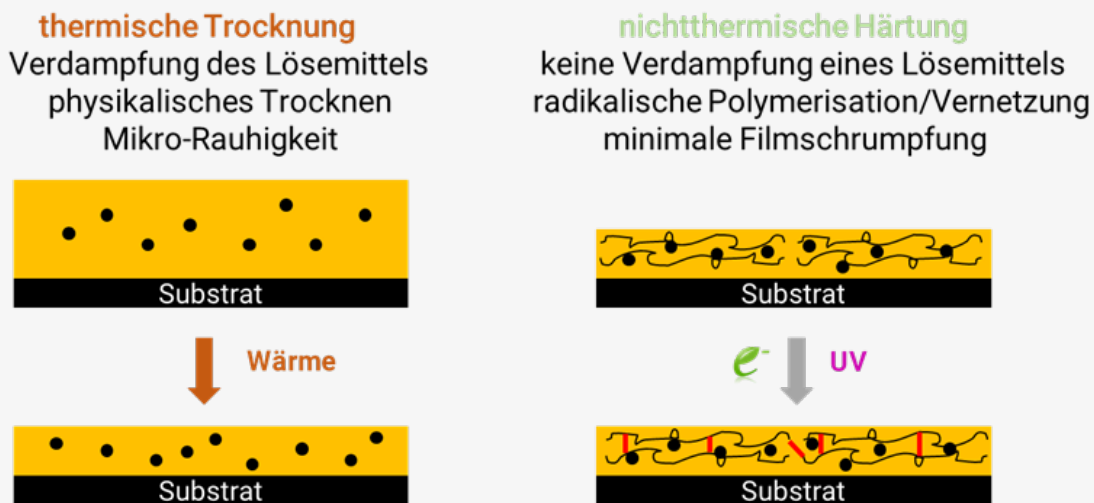 thermische Trocknung
Verdampfung des Lösemittels
physikalisches Trocknen
Mikro-Rauhigkeit
Substrat
Wärme
Substrat
nichtthermische Härtung
keine Verdampfung eines Lösemittels
radikalische Polymerisation/Vernetzung
minimale Filmschrumpfung
Substrat
e- UV
Substrat